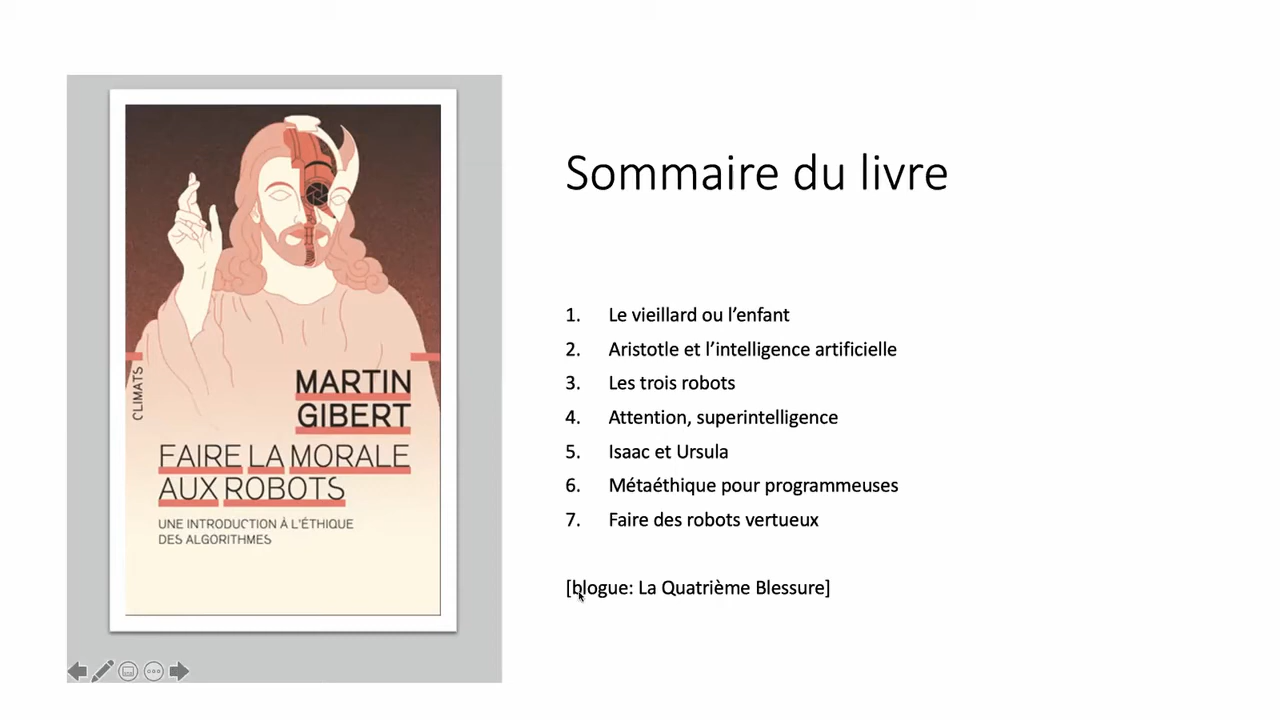 CLIMATS
MARTIN
GIBERT
FAIRE LA MORALE
AUX ROBOTS
UNE INTRODUCTION À L'ÉTHIQUE
DES ALGORITHMES
Sommaire du livre
1. Le vieillard ou l'enfant
2. Aristotle et l'intelligence artificielle
3. Les trois robots
4. Attention, superintelligence
5. Isaac et Ursula
6. Métaéthique pour programmeuses
7. Faire des robots vertueux
[blogue: La Quatrième Blessure]